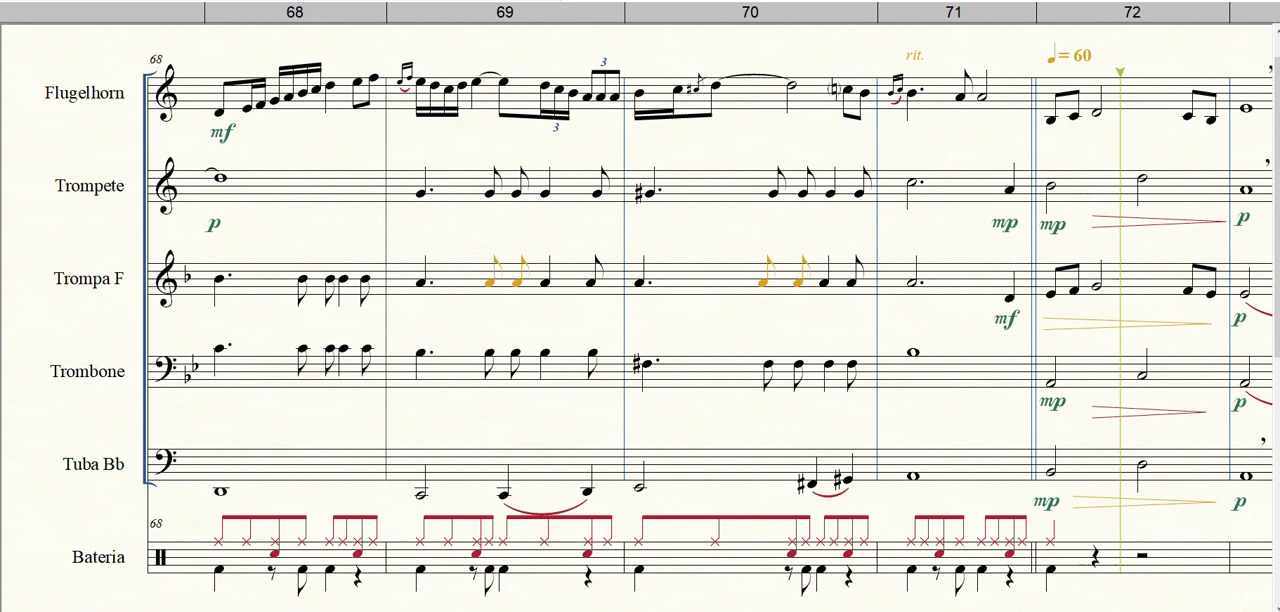 68 69 70 71 72
68 rit. = 60
3
Flugelhorn
mf 3
Trompete
p mp mp p
Trompa F
mf p
Trombone
mp p
Tuba Bb
mp p
68
Bateria